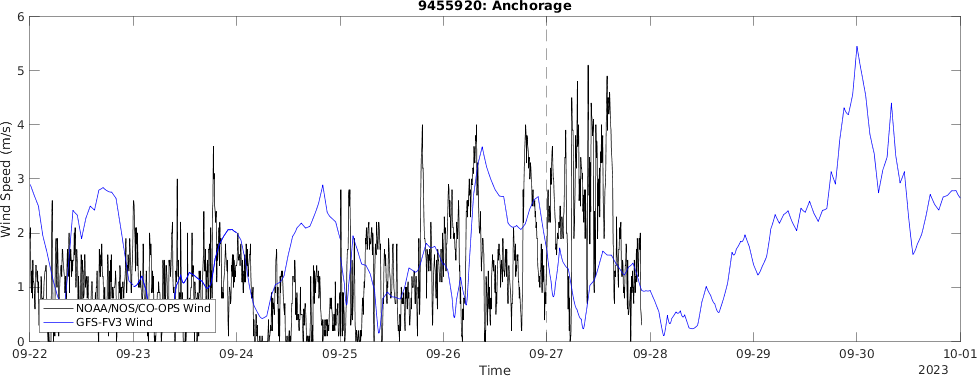 9455920: Anchorage
6
5
4
3
2
1
0
Wind Speed (m/s)
NOAA/NOS/CO-OPS Wind
GFS-FV3 Wind
09-22 09-23 09-24 09-25 09-26 09-27 09-28 09-29 09-30 10-01
Time
2023